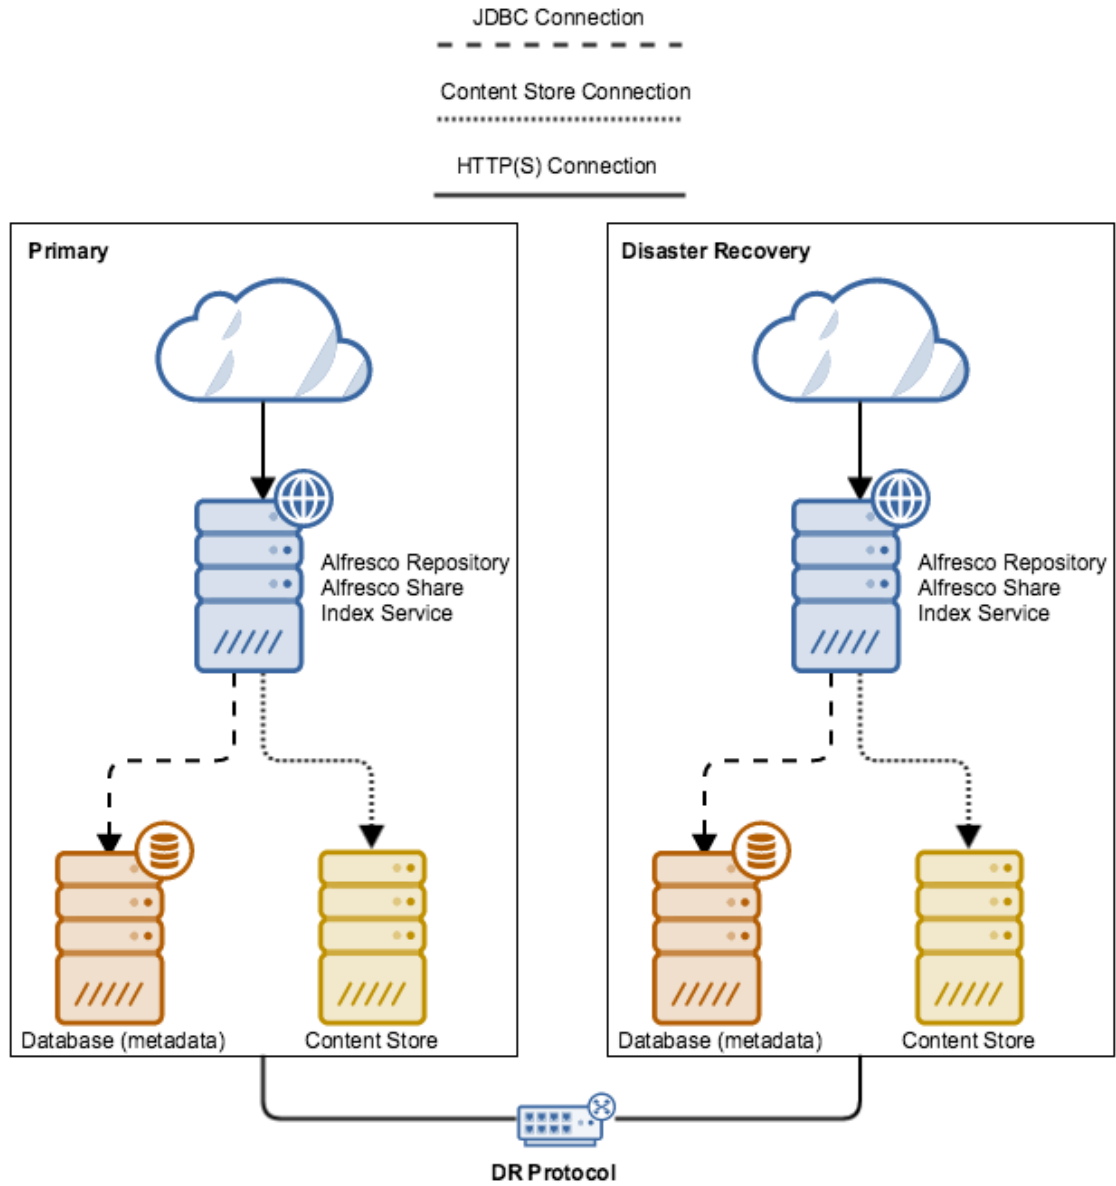 JDBC Connection
Content Store Connection
HTTP(S) Connection
Primary
Alfresco Repository
Alfresco Share
Index Service
Database (metadata)
Content Store
Disaster Recovery
Alfresco Repository
Alfresco Share
Index Service
Database (metadata)
Content Store
DR Protocol